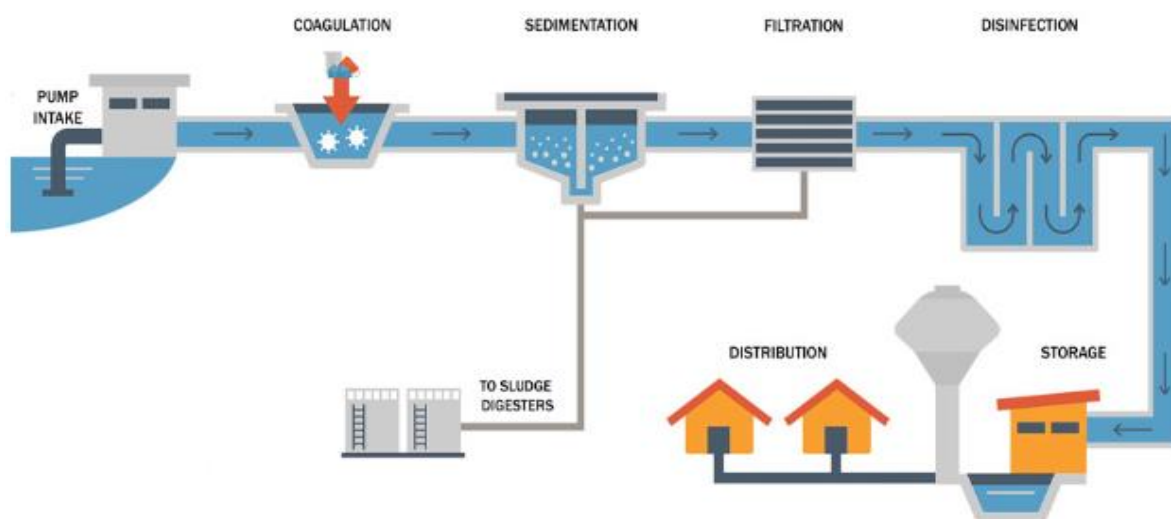 COAGULATION
SEDIMENTATION
FILTRATION
DISINFECTION
PUMP
INTAKE
DISTRIBUTION
STORAGE
TO SLUDGE
DIGESTERS